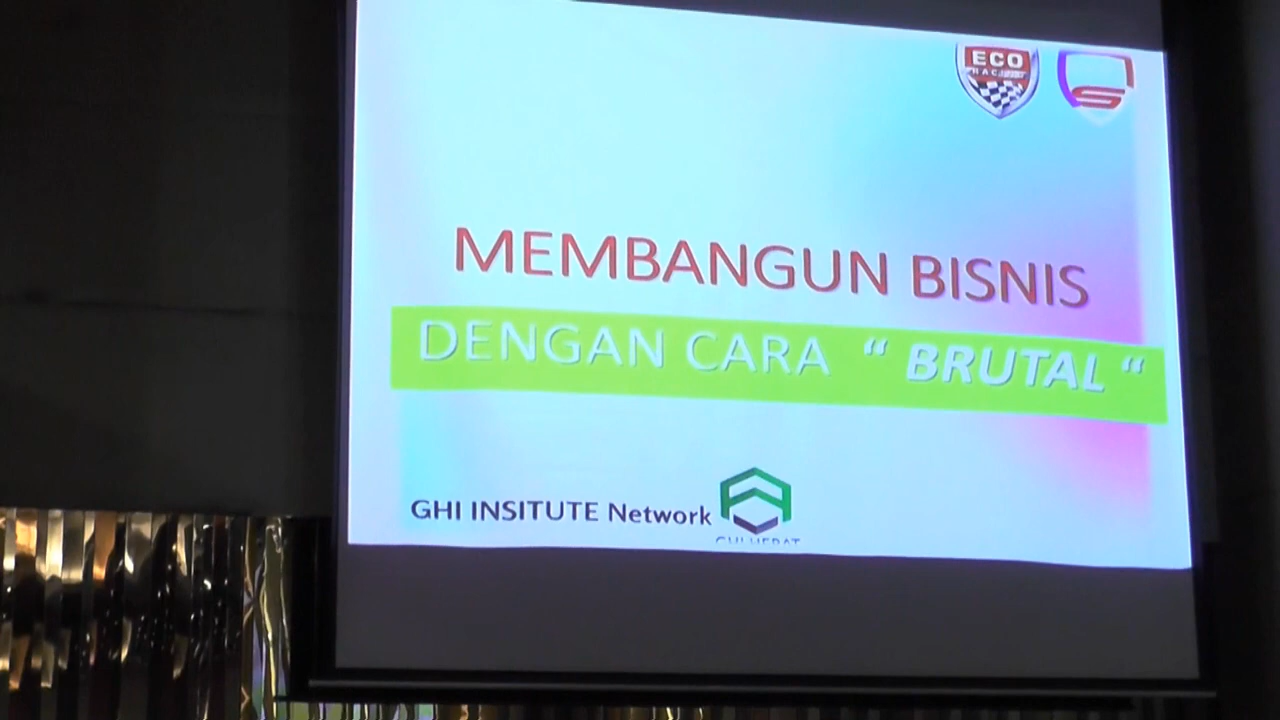 ECO
MEMBANGUN BISNIS
DENGAN CARA “ BRUTAL “
GHI INSITUTE Network